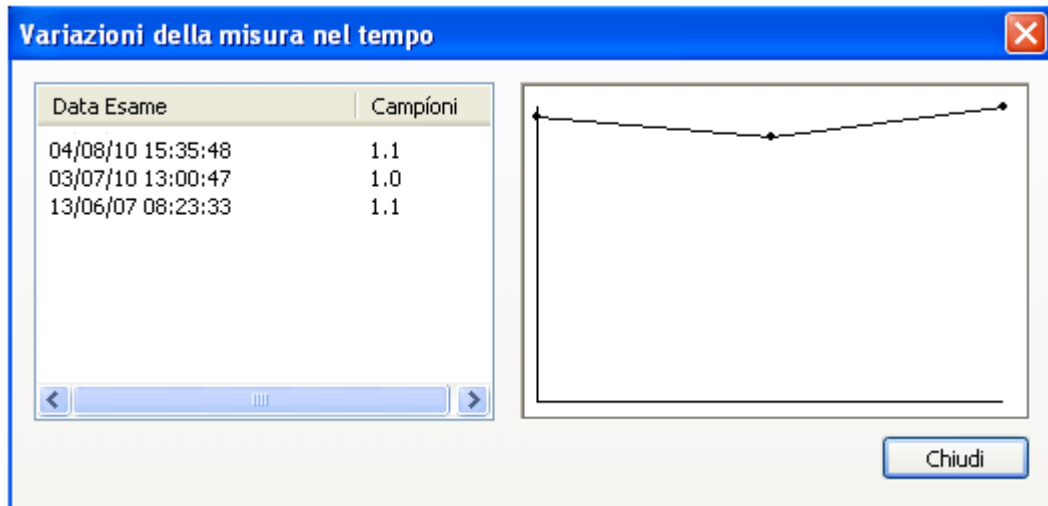 Variazioni della misura nel tempo
Data Esame Campíoni
04/08/10 15:35:48 1.1
03/07/10 13:00:47 1.0
13/06/07 08:23:33 1.1
Chiudi